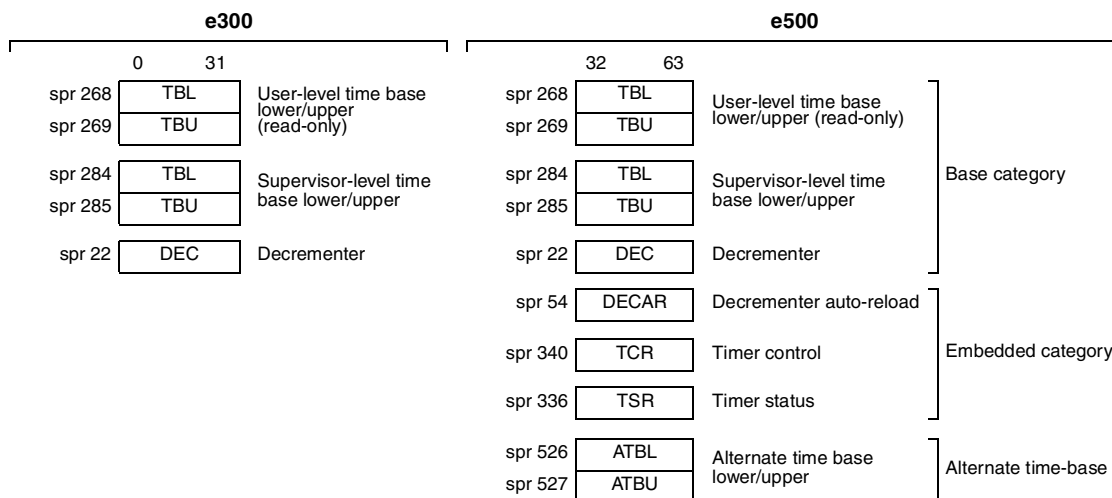 e300
0 31
spr 268 TBL User-level time base
lower/upper
spr 269 TBU (read-only)
spr 284 TBL Supervisor-level time
spr 285 TBU base lower/upper
spr 22 DEC Decrementer
e500
32 63
spr 268 TBL User-level time base
spr 269 TBU lower/upper (read-only)
spr 284 TBL Supervisor-level time
spr 285 TBU base lower/upper
spr 22 DEC Decrementer
Base category
spr 54 DECAR Decrementer auto-reload
spr 340 TCR Timer control
spr 336 TSR Timer status
Embedded category
spr 526 ATBL Alternate time base
spr 527 ATBU lower/upper
Alternate time-base